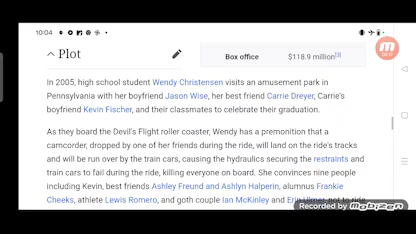 10:04
Plot
Box office $118.9 million[3]
In 2005, high school student Wendy Christensen visits an amusement park in
Pennsylvania with her boyfriend Jason Wise, her best friend Carrie Dreyer, Carrie's
boyfriend Kevin Fischer, and their classmates to celebrate their graduation.
As they board the Devil's Flight roller coaster, Wendy has a premonition that a
camcorder, dropped by one of her friends during the ride, will land on the ride's tracks
and will be run over by the train cars, causing the hydraulics securing the restraints and
train cars to fail during the ride, killing everyone on board. She convinces nine people
including Kevin, best friends Ashley Freund and Ashlyn Halperin, alumnus Frankie
Cheeks, athlete Lewis Romero, and goth couple Ian McKinley and Erin Ulmer not to ride
Recorded by MOBIZEN